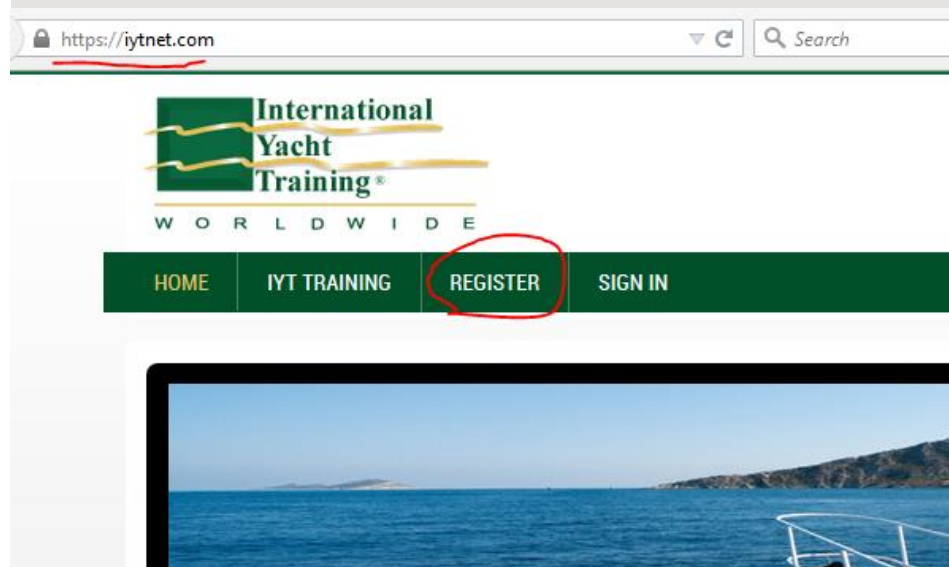 https://iytnet.com
Search
International
Yacht
Training®
WORLDWIDE
HOME IYT TRAINING REGISTER SIGN IN